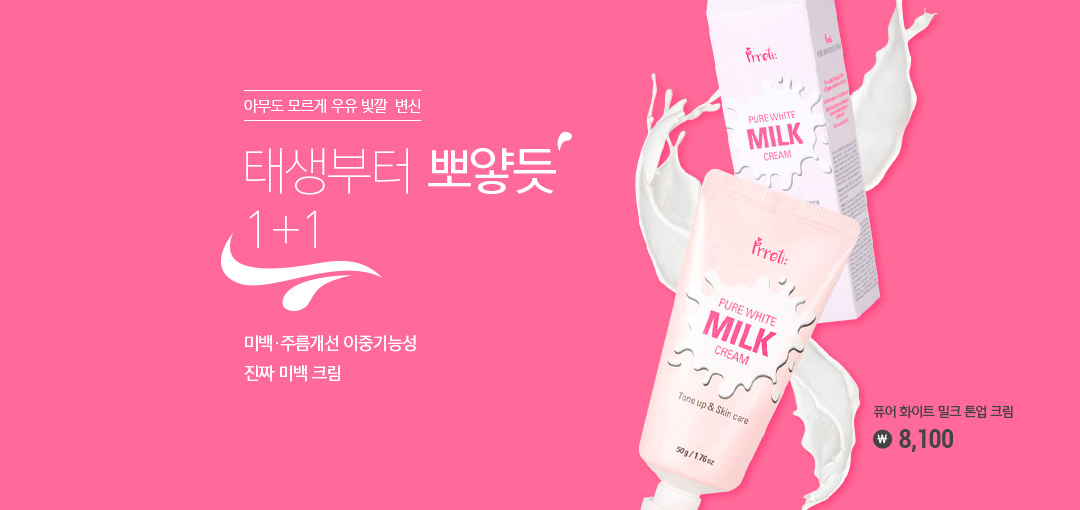 아무도 모르게 우유 빛깔 변신
태생부터 뽀얗듯
1+1
미백·주름개선 이중기능성
진짜 미백 크림
Prreti:
PURE WHITE
MILK
CREAM
Prreti:
PURE WHITE
MILK
CREAM
Tone up & Skin care
50g / 1.76oz
퓨어 화이트 밀크 톤업 크림
₩ 8,100